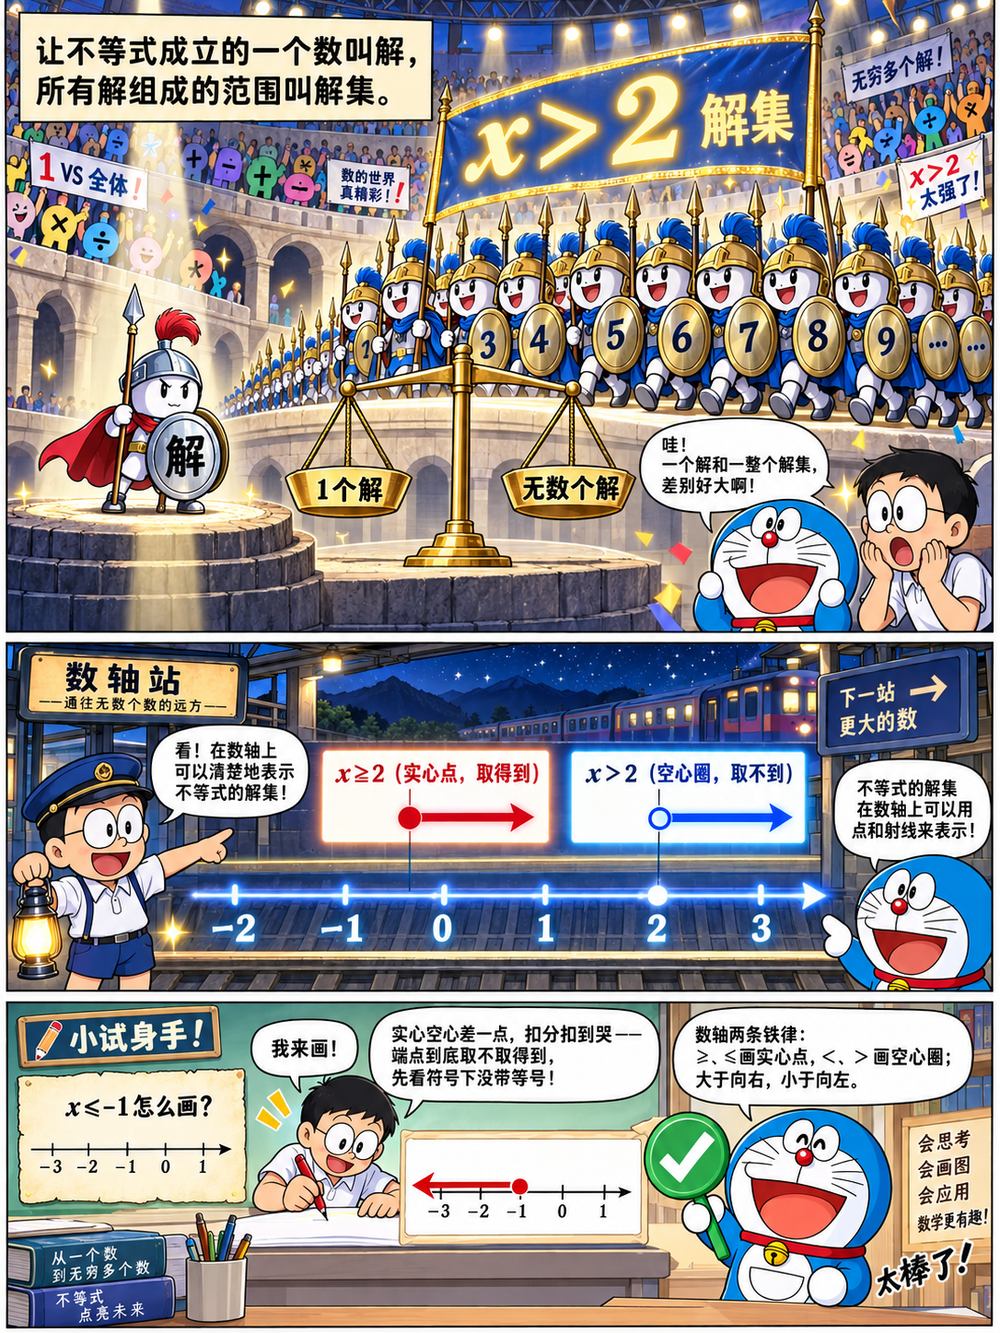 让不等式成立的一个数叫解，
所有解组成的范围叫解集。
x>2 解集
无穷多个解！
1 VS 全体！
数的世界
真精彩！！
x>2
太强了！
3 4 5 6 7 8 9 ... ...
解
1个解
无数个解
哇！
一个解和一整个解集，
差别好大啊！
数轴站
——通往无数个数的远方——
下一站
更大的数
看！在数轴上
可以清楚地表示
不等式的解集！
x≧2（实心点，取得到）
x>2（空心圈，取不到）
不等式的解集
在数轴上可以用
点和射线来表示！
-2 -1 0 1 2 3
小试身手！
x≤-1怎么画？
-3 -2 -1 0 1
我来画！
实心空心差一点，扣分扣到哭——
端点到底取不取得到，
先看符号下没带等号！
数轴两条铁律：
≥、≤画实心点，<、>画空心圈；
大于向右，小于向左。
-3 -2 -1 0 1
会思考
会画图
会应用
数学更有趣！
太棒了！
从一个数
到无穷多个数
不等式
点亮未来